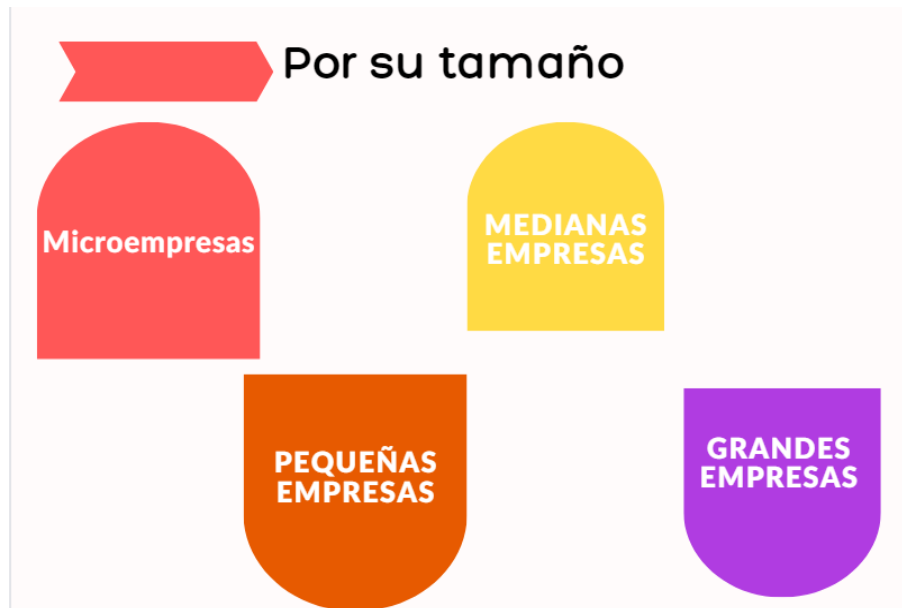 Por su tamaño
Microempresas
MEDIANAS
EMPRESAS
PEQUEÑAS
EMPRESAS
GRANDES
EMPRESAS